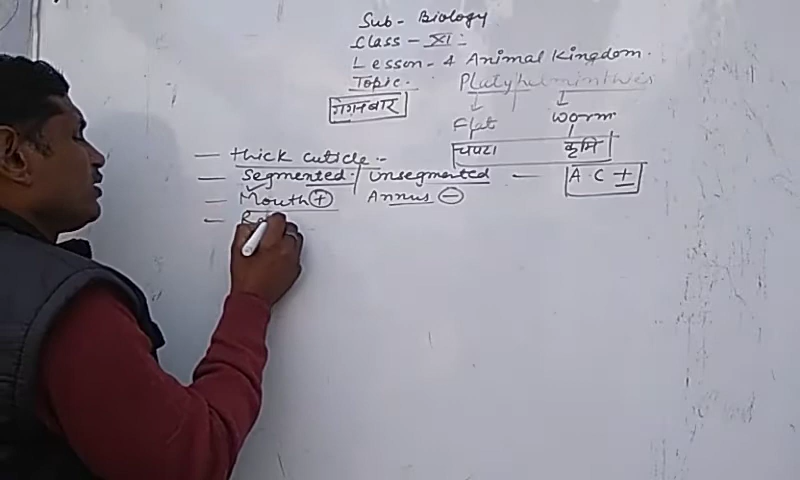 Sub- Biology
Class - XI :-
Lesson - 4 Animal Kingdom.
Topic. Platyhelminthes
Flat worm
चपटा कृमि
— thick cuticle :-
— Segmented / Unsegmented — A.C +
— Mouth + Annus -